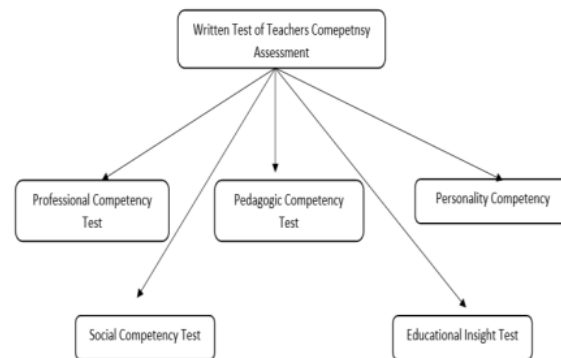 Written Test of Teachers Comepetnsy
Assessment
Professional Competency
Test
Pedagogic Competency
Test
Personality Competency
Social Competency Test
Educational Insight Test